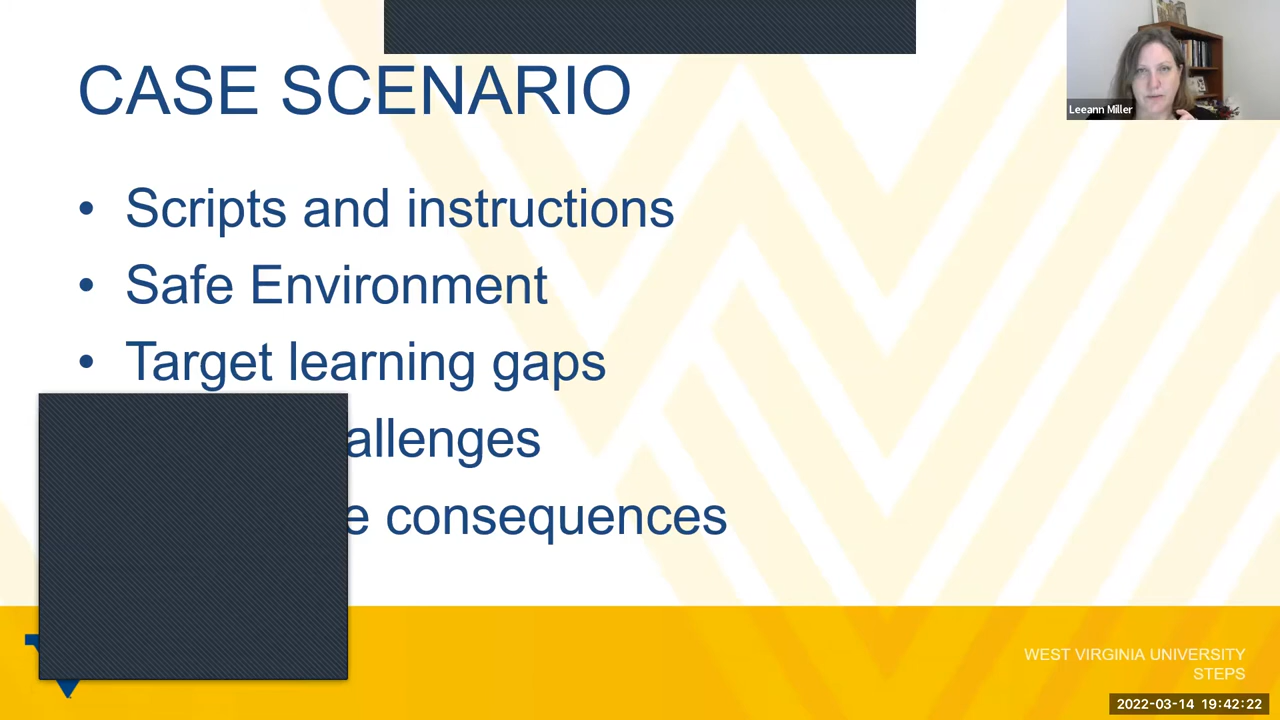 CASE SCENARIO
Leeann Miller
• Scripts and instructions
• Safe Environment
• Target learning gaps
consequences
WEST VIRGINIA UNIVERSITY
STEPS
2022-03-14 19:42:22